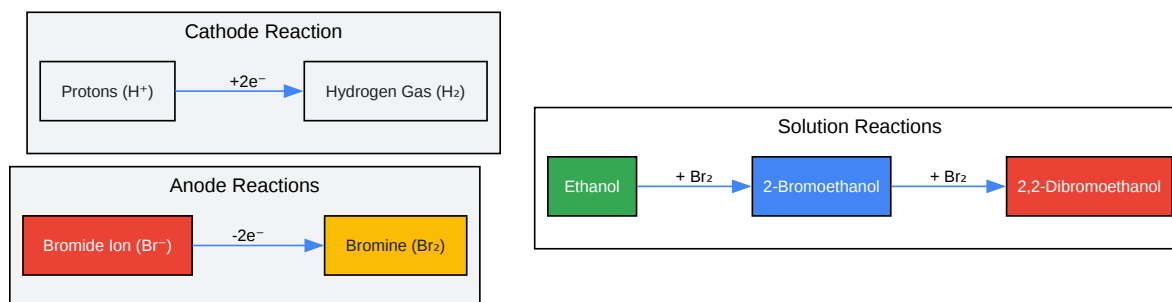 Cathode Reaction
Protons (H⁺)
+2e⁻
Hydrogen Gas (H₂)
Anode Reactions
Bromide Ion (Br⁻)
-2e⁻
Bromine (Br₂)
Solution Reactions
Ethanol
+ Br₂
2-Bromoethanol
+ Br₂
2,2-Dibromoethanol